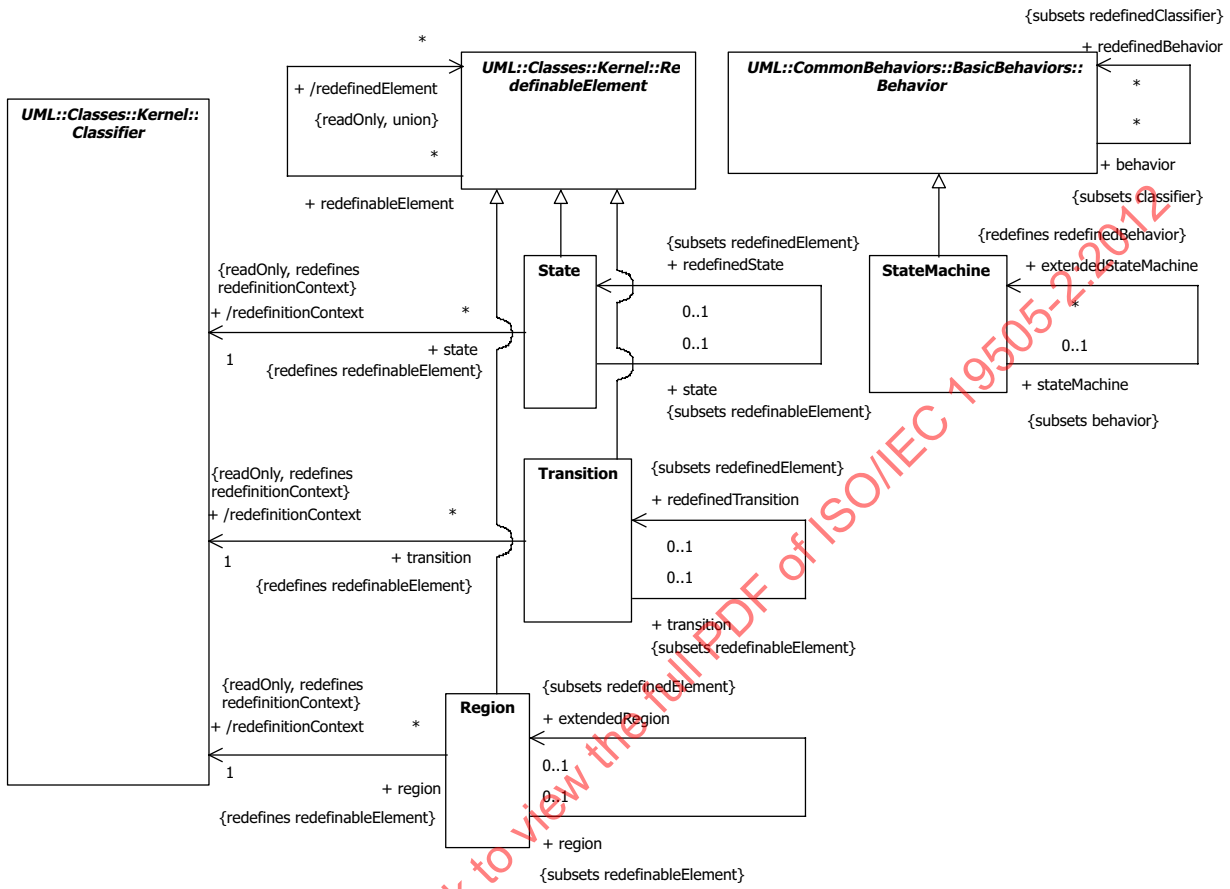 {subsets redefinedClassifier}
+ redefinedBehavior
*
*
+ behavior
{subsets classifier}
UML::CommonBehaviors::BasicBehaviors::
Behavior
*
+ /redefinedElement
{readOnly, union}
*
+ redefinableElement
UML::Classes::Kernel::Re
definableElement
UML::Classes::Kernel::
Classifier
{readOnly, redefines
redefinitionContext}
+ /redefinitionContext
*
1
+ state
{redefines redefinableElement}
State
{subsets redefinedElement}
+ redefinedState
0..1
0..1
+ state
{subsets redefinableElement}
{redefines redefinedBehavior}
StateMachine
+ extendedStateMachine
*
0..1
+ stateMachine
{subsets behavior}
{readOnly, redefines
redefinitionContext}
+ /redefinitionContext
*
1
+ transition
{redefines redefinableElement}
Transition
{subsets redefinedElement}
+ redefinedTransition
0..1
0..1
+ transition
{subsets redefinableElement}
{readOnly, redefines
redefinitionContext}
+ /redefinitionContext
*
1
+ region
{redefines redefinableElement}
Region
{subsets redefinedElement}
+ extendedRegion
0..1
0..1
+ region
{subsets redefinableElement}
k to view the full PDF of ISO/IEC 19505-2:2012